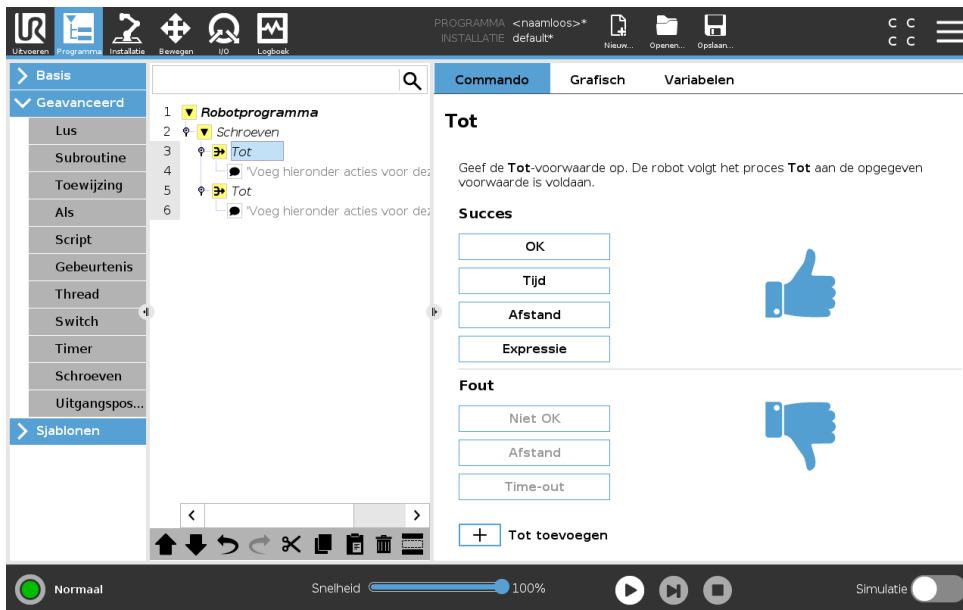 PROGRAMMA <naamloos>*
INSTALLATIE default*
Uitvoeren Programma Installatie Bewegen I/O Logboek Nieuw... Openen... Opslaan...
C C
C C
Basis
Geavanceerd
Lus
Subroutine
Toewijzing
Als
Script
Gebeurtenis
Thread
Switch
Timer
Schroeven
Uitgangspos...
Sjablonen
1 Robotprogramma
2 Schroeven
3 Tot
4 'Voeg hieronder acties voor dez
5 Tot
6 'Voeg hieronder acties voor dez
Commando Grafisch Variabelen
Tot
Geef de Tot-voorwaarde op. De robot volgt het proces Tot aan de opgegeven
voorwaarde is voldaan.
Succes
OK
Tijd
Afstand
Expressie
Fout
Niet OK
Afstand
Time-out
+ Tot toevoegen
Normaal Snelheid 100% Simulatie